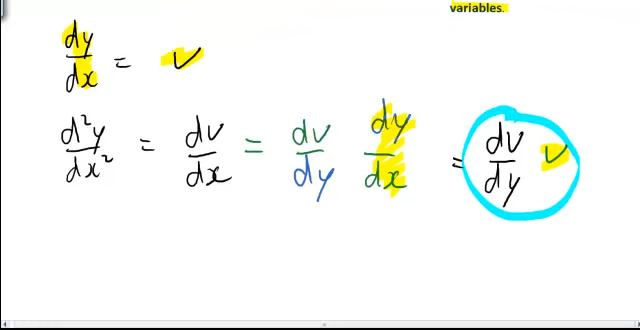 variables.
dy/dx = v
d²y/dx² = dv/dx = dv/dy dy/dx = dv/dy v